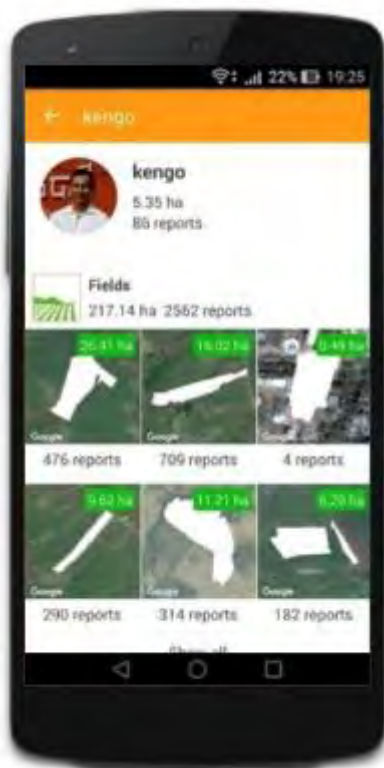 22% 19:25
kengo
kengo
5.35 ha
86 reports
Fields
217.14 ha 2562 reports
26.41 ha 16.02 ha 0.49 ha
Google Google Google
476 reports 709 reports 4 reports
9.62 ha 11.21 ha 6.29 ha
Google Google Google
290 reports 314 reports 182 reports
Show all